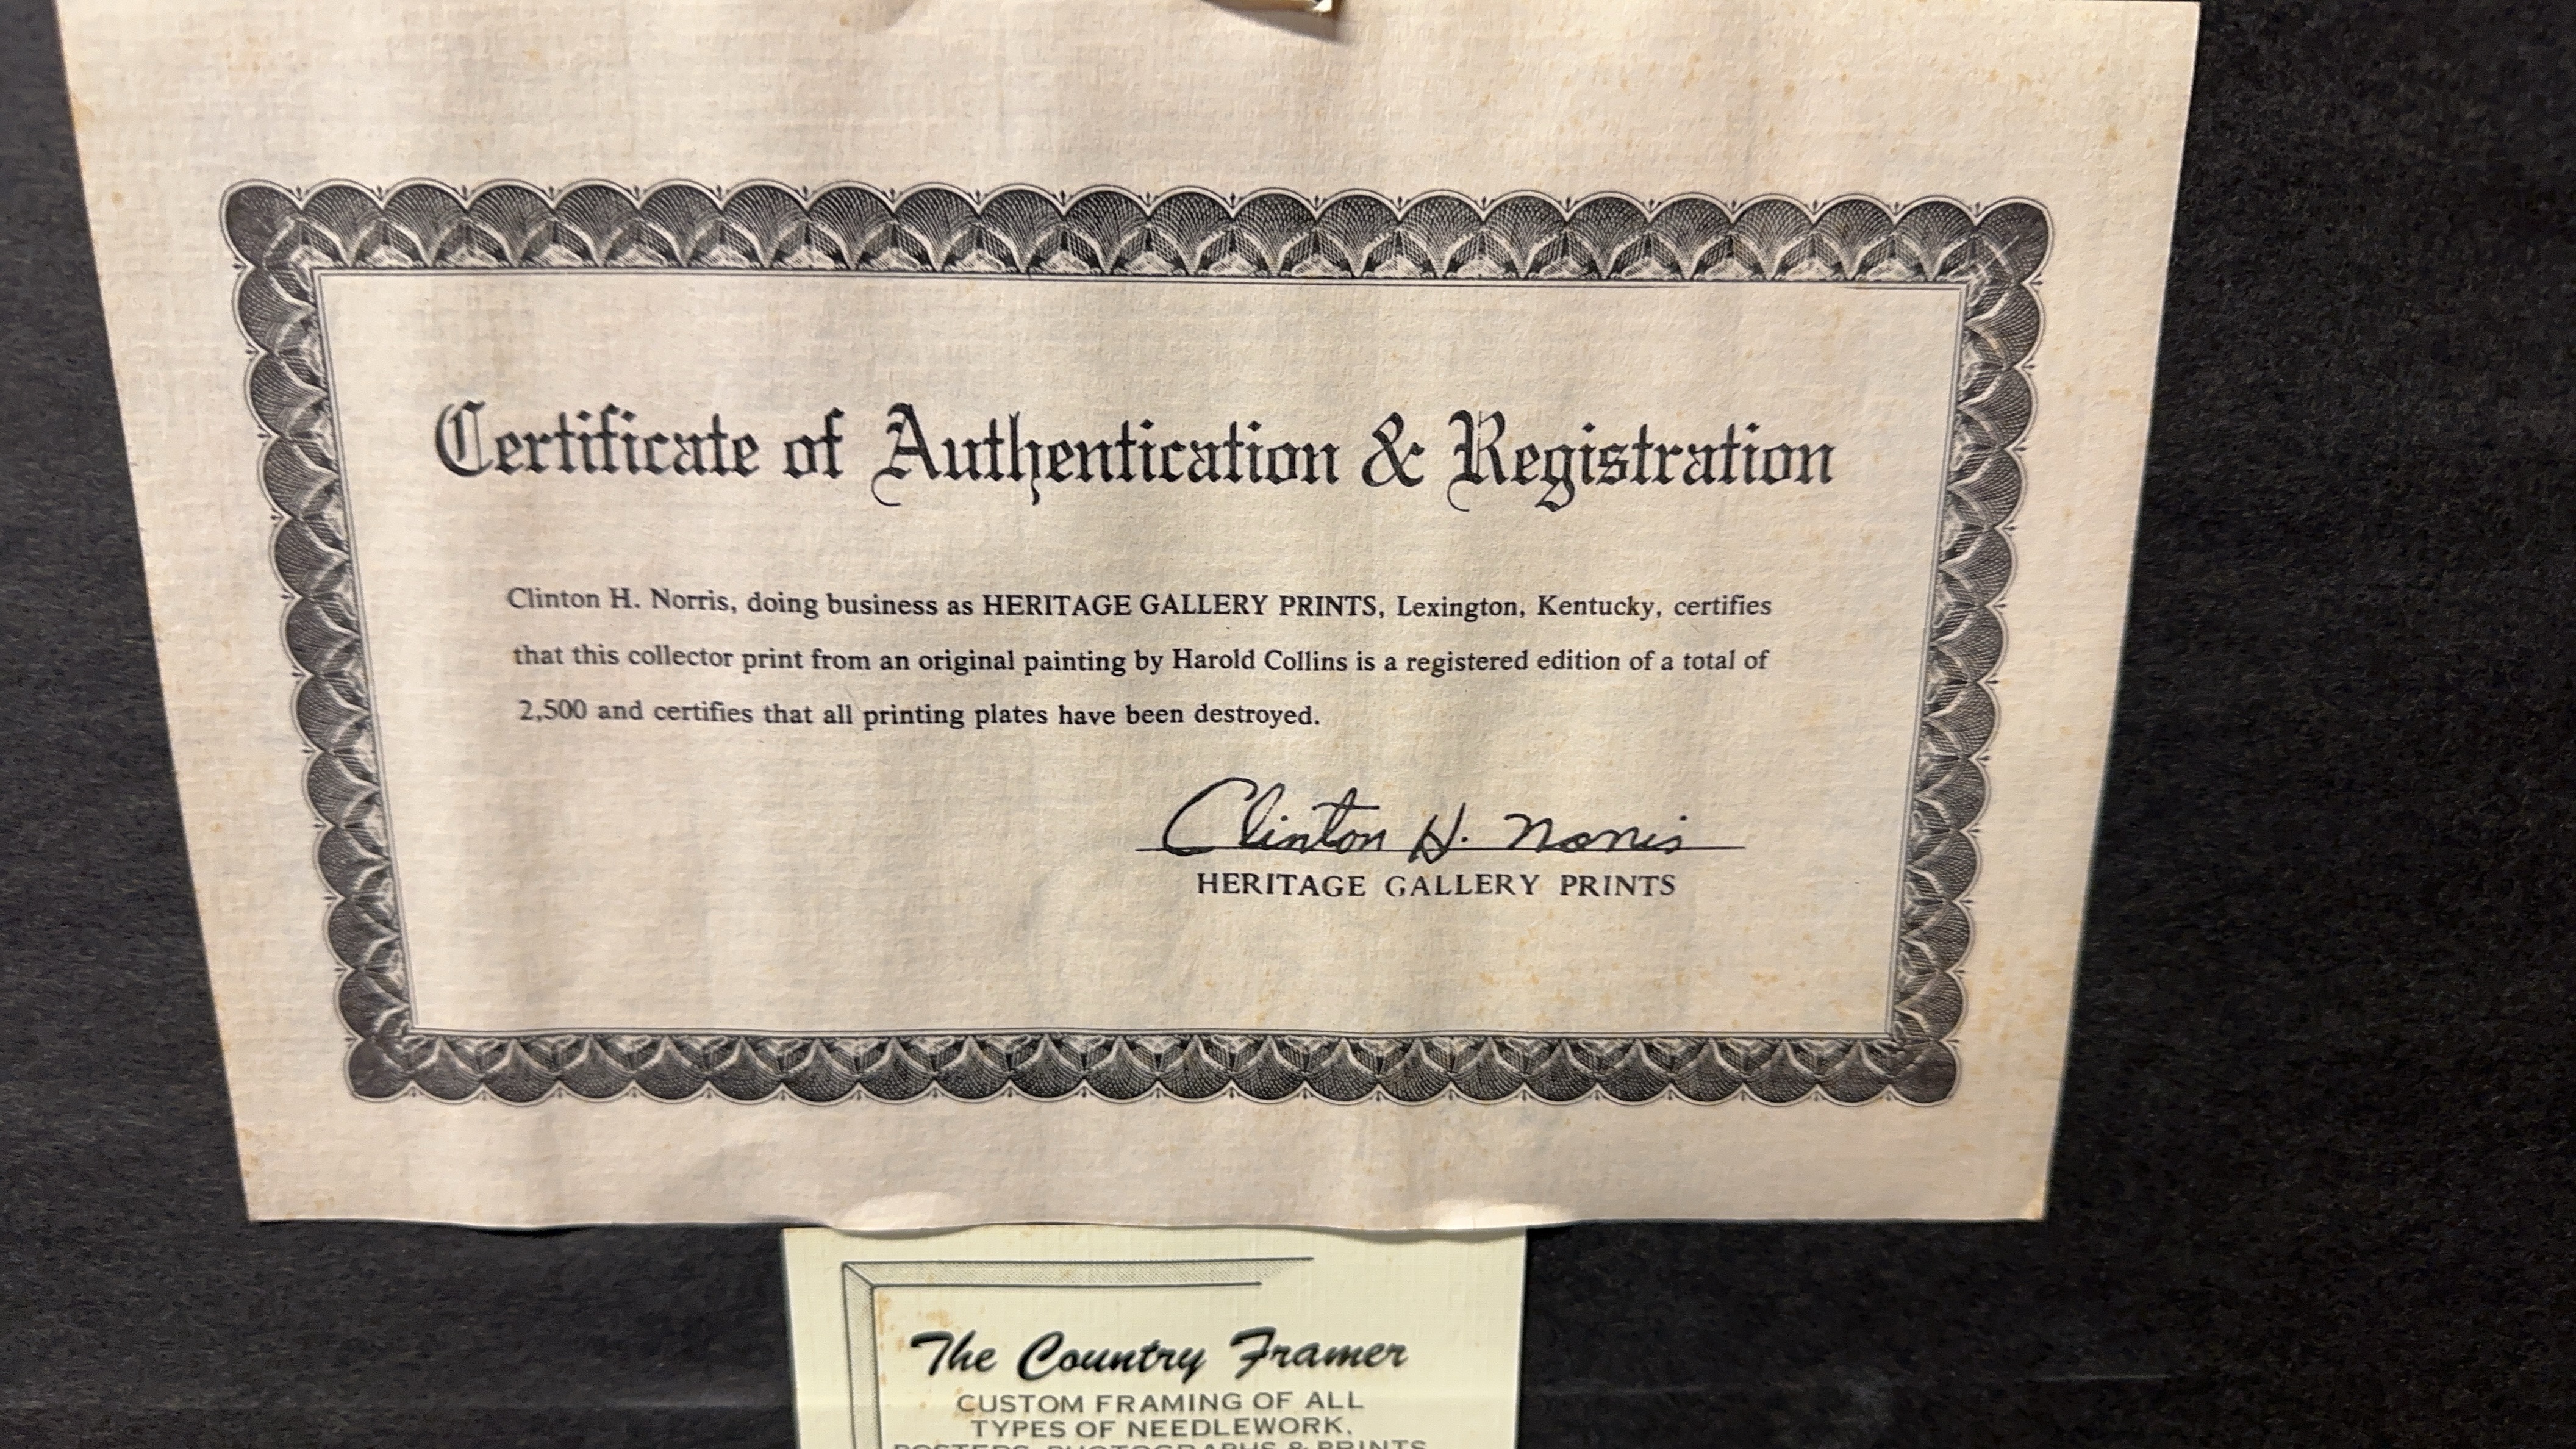 Certificate of Authentication & Registration
Clinton H. Norris, doing business as HERITAGE GALLERY PRINTS, Lexington, Kentucky, certifies
that this collector print from an original painting by Harold Collins is a registered edition of a total of
2,500 and certifies that all printing plates have been destroyed.
Clinton H. Norris
HERITAGE GALLERY PRINTS
The Country Framer
CUSTOM FRAMING OF ALL
TYPES OF NEEDLEWORK,
POSTERS, PHOTOGRAPHS & PRINTS